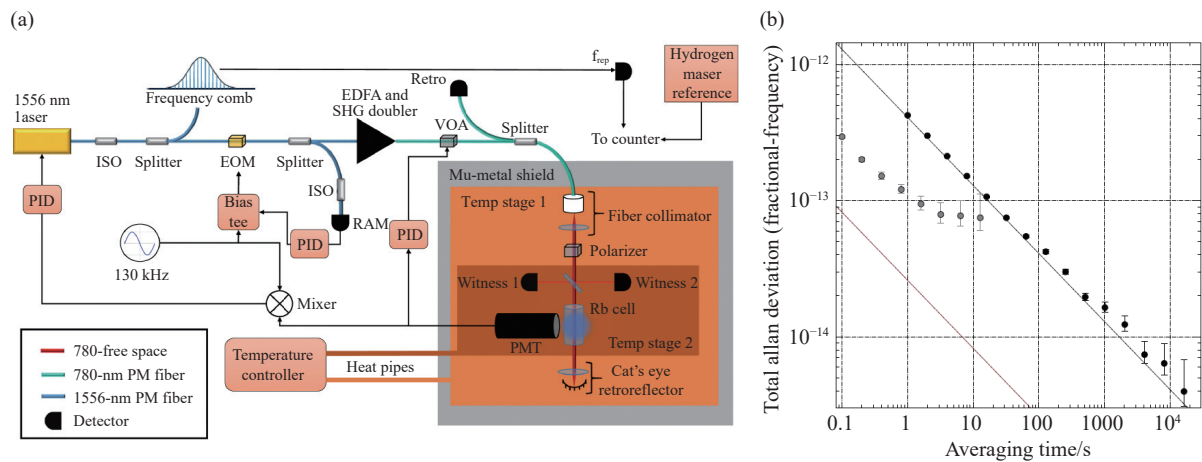 (a)
1556 nm
1aser
ISO
Splitter
Frequency comb
EOM
Splitter
EDFA and
SHG doubler
Retro
VOA
Splitter
f_rep
Hydrogen
maser
reference
To counter
PID
Bias
tee
PID
ISO
RAM
PID
130 kHz
Mixer
Mu-metal shield
Temp stage 1
Fiber collimator
Polarizer
Witness 1
Witness 2
Rb cell
PMT
Temp stage 2
Cat's eye
retroreflector
Temperature
controller
Heat pipes
780-free space
780-nm PM fiber
1556-nm PM fiber
Detector
(b)
Total allan deviation (fractional-frequency)
10⁻¹²
10⁻¹³
10⁻¹⁴
0.1 1 10 100 1000 10⁴
Averaging time/s